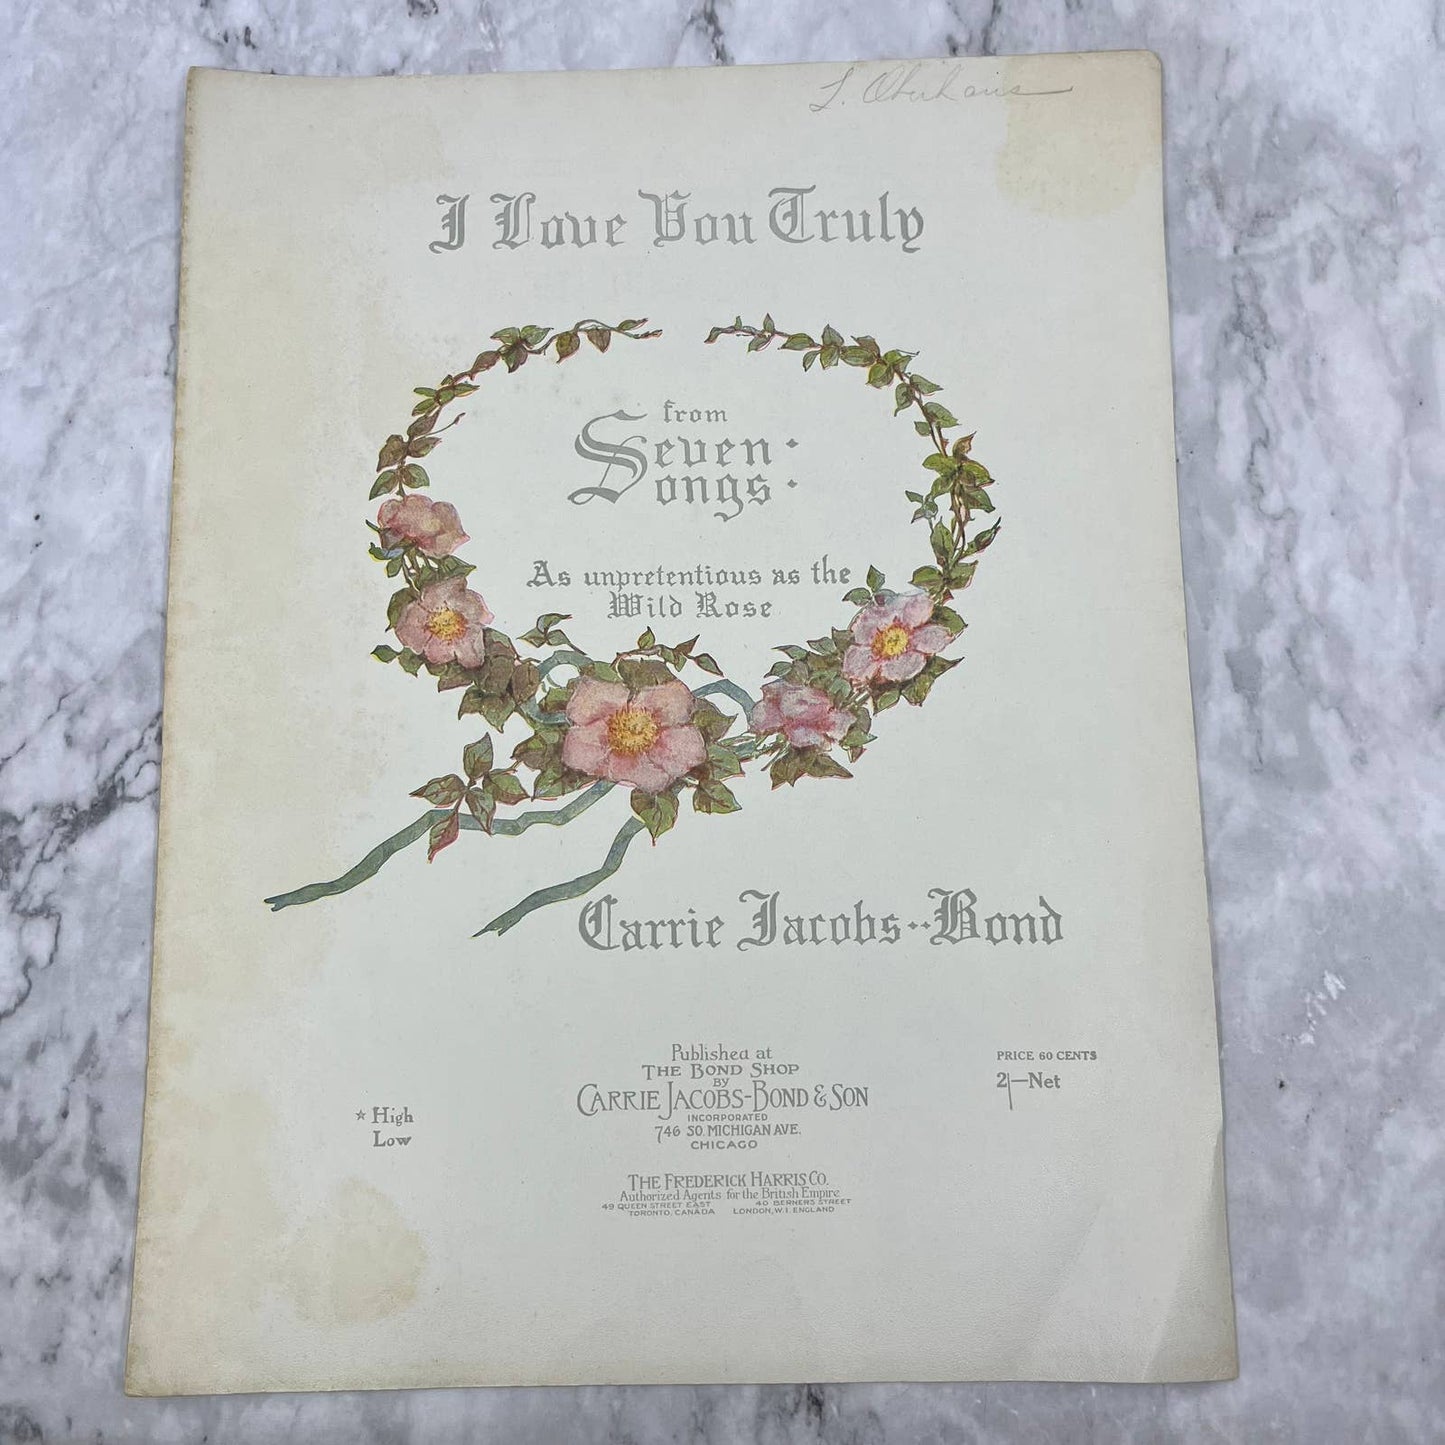 L. Oberhaus
I Love You Truly
from
Seven
Songs
As unpretentious as the
Wild Rose
Carrie Jacobs-Bond
Published at
THE BOND SHOP
BY
CARRIE JACOBS-BOND & SON
INCORPORATED
746 SO. MICHIGAN AVE.
CHICAGO
PRICE 60 CENTS
2/—Net
* High
Low
THE FREDERICK HARRIS CO.
Authorized Agents for the British Empire
49 QUEEN STREET EAST 40 BERNERS STREET
TORONTO, CANADA LONDON, W.1. ENGLAND